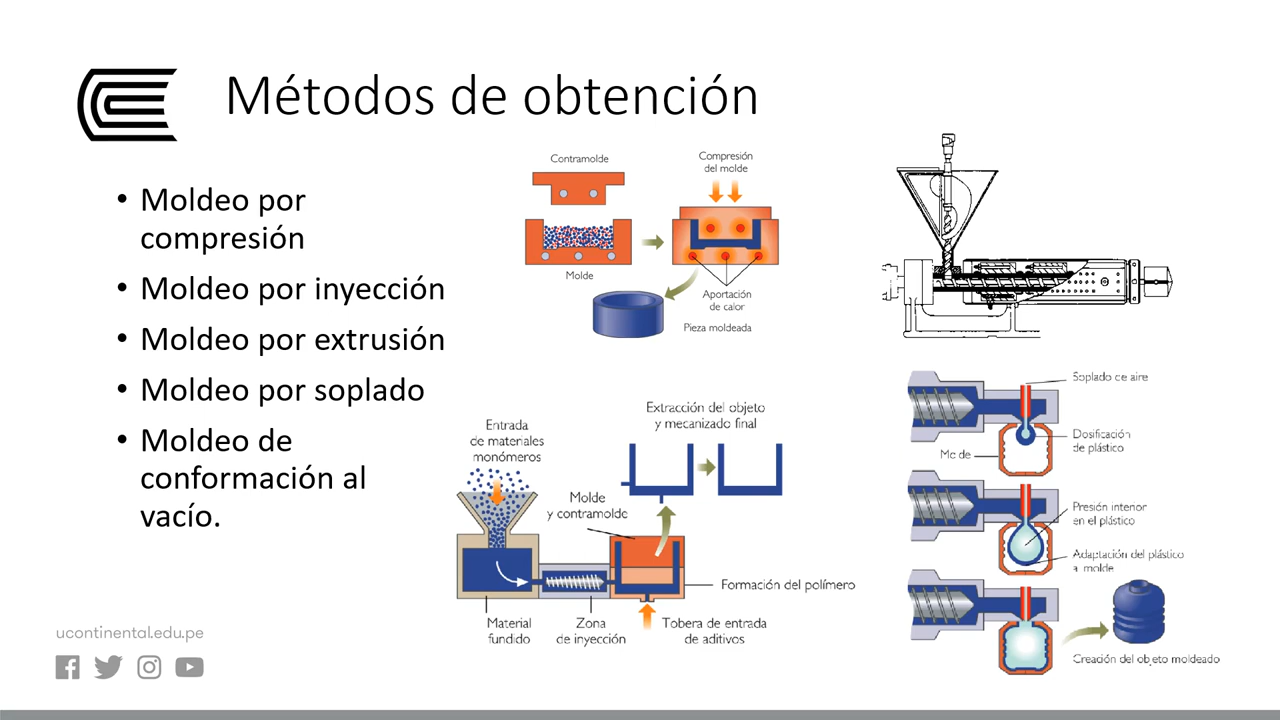 Métodos de obtención
• Moldeo por
compresión
• Moldeo por inyección
• Moldeo por extrusión
• Moldeo por soplado
• Moldeo de
conformación al
vacío.
Contramolde
Compresión
del molde
Molde
Aportación
de calor
Pieza moldeada
Entrada
de materiales
monómeros
Extracción del objeto
y mecanizado final
Molde
y contramolde
Formación del polímero
Material
fundido
Zona
de inyección
Tobera de entrada
de aditivos
Soplado de aire
Dosificación
de plástico
Mc de
Presión interior
en el plástico
Adaptación del plástico
a molde
Creación del objeto moldeado
ucontinental.edu.pe